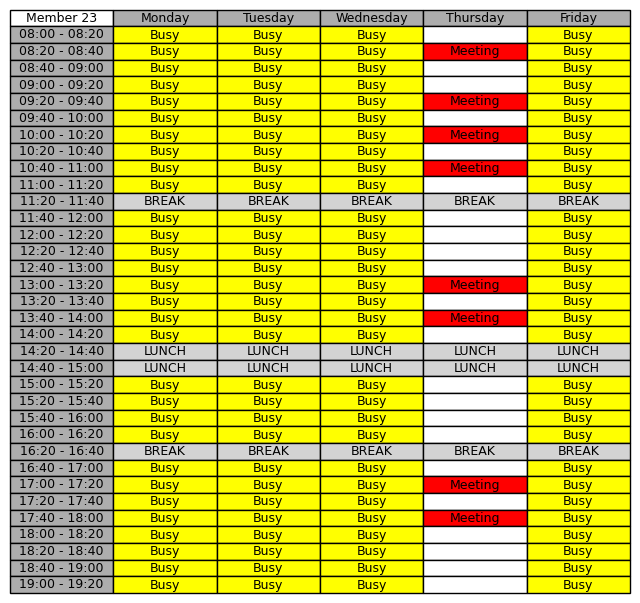 Member 23 Monday Tuesday Wednesday Thursday Friday
08:00 - 08:20 Busy Busy Busy Busy
08:20 - 08:40 Busy Busy Busy Meeting Busy
08:40 - 09:00 Busy Busy Busy Busy
09:00 - 09:20 Busy Busy Busy Busy
09:20 - 09:40 Busy Busy Busy Meeting Busy
09:40 - 10:00 Busy Busy Busy Busy
10:00 - 10:20 Busy Busy Busy Meeting Busy
10:20 - 10:40 Busy Busy Busy Busy
10:40 - 11:00 Busy Busy Busy Meeting Busy
11:00 - 11:20 Busy Busy Busy Busy
11:20 - 11:40 BREAK BREAK BREAK BREAK BREAK
11:40 - 12:00 Busy Busy Busy Busy
12:00 - 12:20 Busy Busy Busy Busy
12:20 - 12:40 Busy Busy Busy Busy
12:40 - 13:00 Busy Busy Busy Busy
13:00 - 13:20 Busy Busy Busy Meeting Busy
13:20 - 13:40 Busy Busy Busy Busy
13:40 - 14:00 Busy Busy Busy Meeting Busy
14:00 - 14:20 Busy Busy Busy Busy
14:20 - 14:40 LUNCH LUNCH LUNCH LUNCH LUNCH
14:40 - 15:00 LUNCH LUNCH LUNCH LUNCH LUNCH
15:00 - 15:20 Busy Busy Busy Busy
15:20 - 15:40 Busy Busy Busy Busy
15:40 - 16:00 Busy Busy Busy Busy
16:00 - 16:20 Busy Busy Busy Busy
16:20 - 16:40 BREAK BREAK BREAK BREAK BREAK
16:40 - 17:00 Busy Busy Busy Busy
17:00 - 17:20 Busy Busy Busy Meeting Busy
17:20 - 17:40 Busy Busy Busy Busy
17:40 - 18:00 Busy Busy Busy Meeting Busy
18:00 - 18:20 Busy Busy Busy Busy
18:20 - 18:40 Busy Busy Busy Busy
18:40 - 19:00 Busy Busy Busy Busy
19:00 - 19:20 Busy Busy Busy Busy